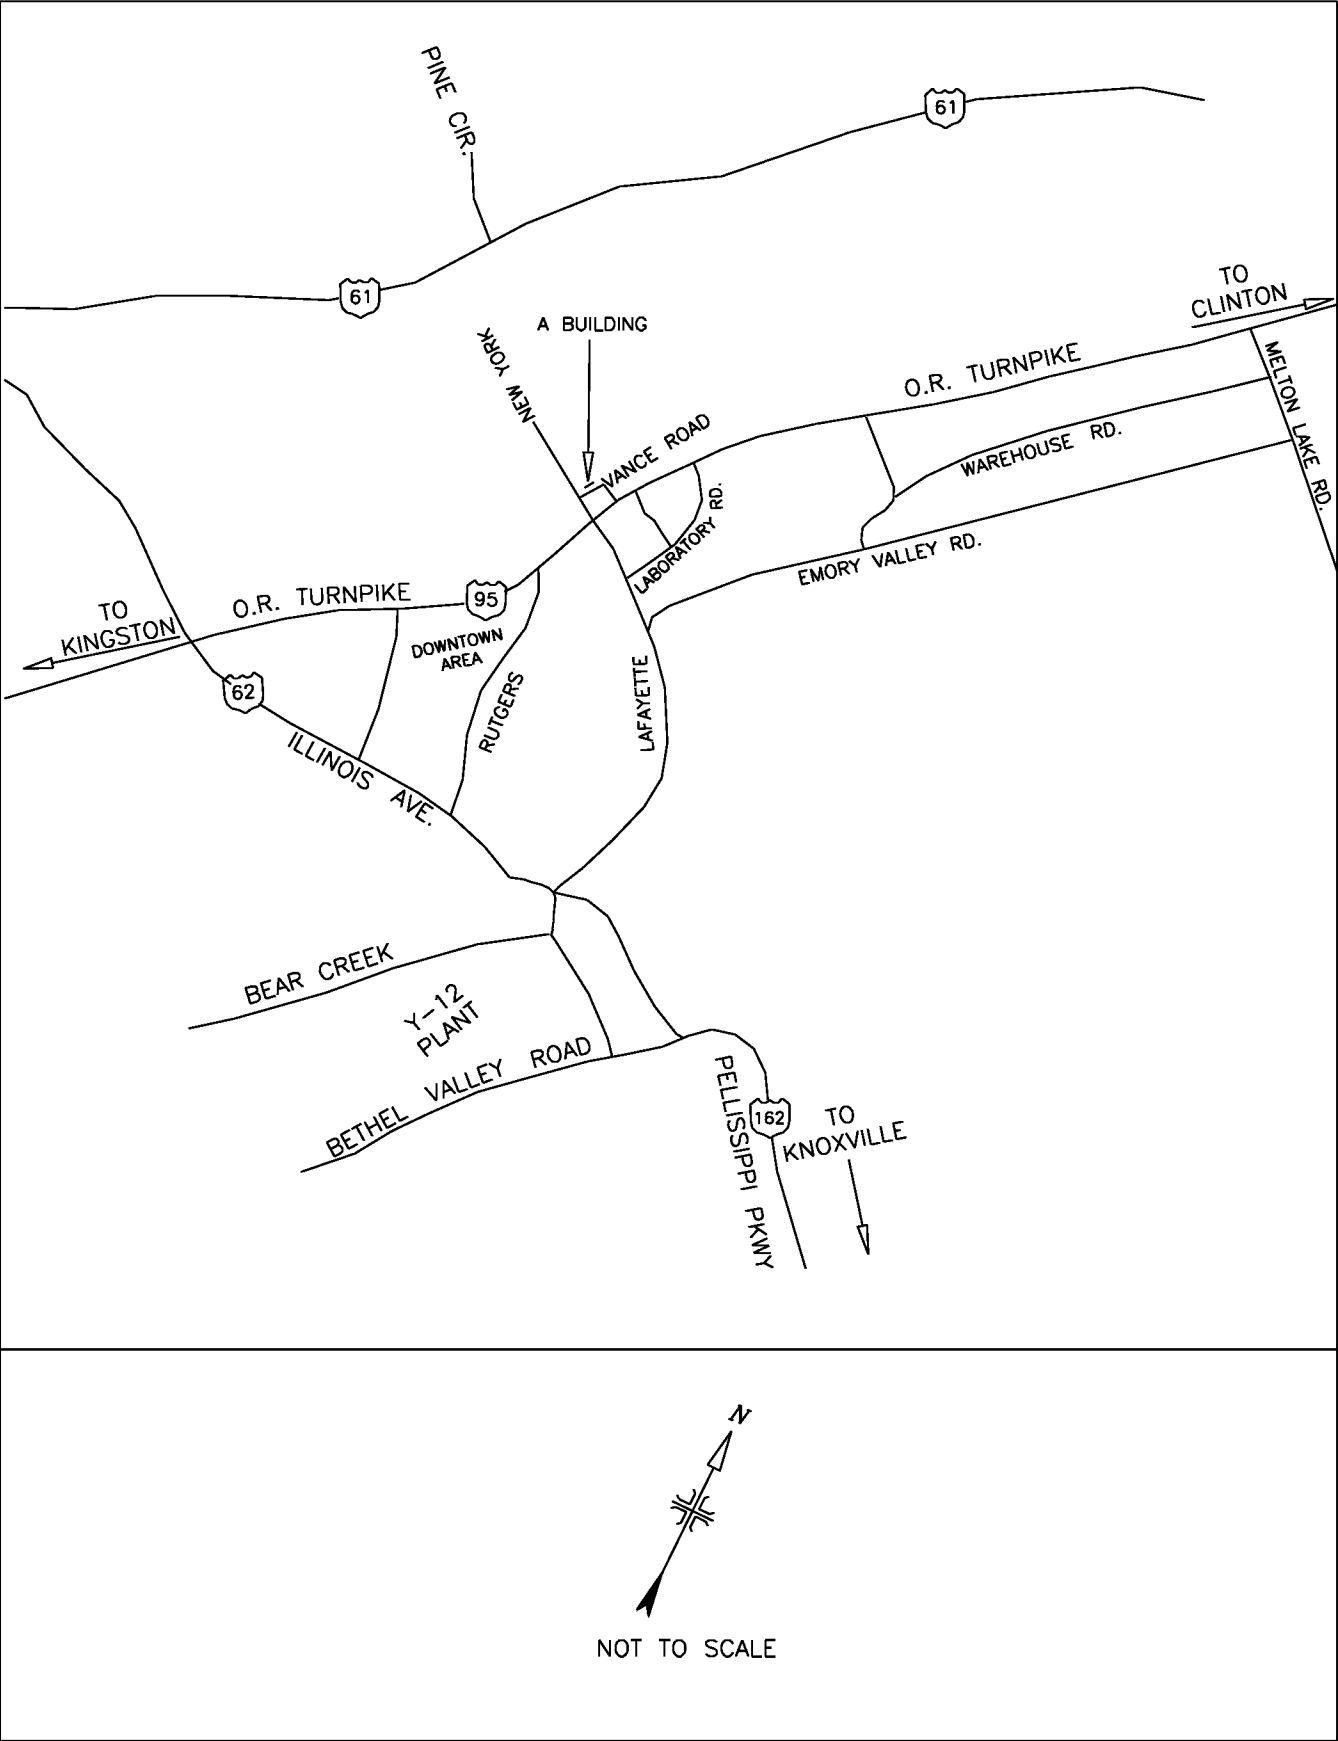 PINE CIR.
61
61
TO
CLINTON
A BUILDING
NEW YORK
O.R. TURNPIKE
MELTON LAKE RD.
VANCE ROAD
WAREHOUSE RD.
LABORATORY RD.
EMORY VALLEY RD.
O.R. TURNPIKE
95
TO
KINGSTON
DOWNTOWN
AREA
62
RUTGERS
LAFAYETTE
ILLINOIS AVE.
BEAR CREEK
Y-12
PLANT
BETHEL VALLEY ROAD
PELLISSIPPI PKWY
162
TO
KNOXVILLE
N
NOT TO SCALE